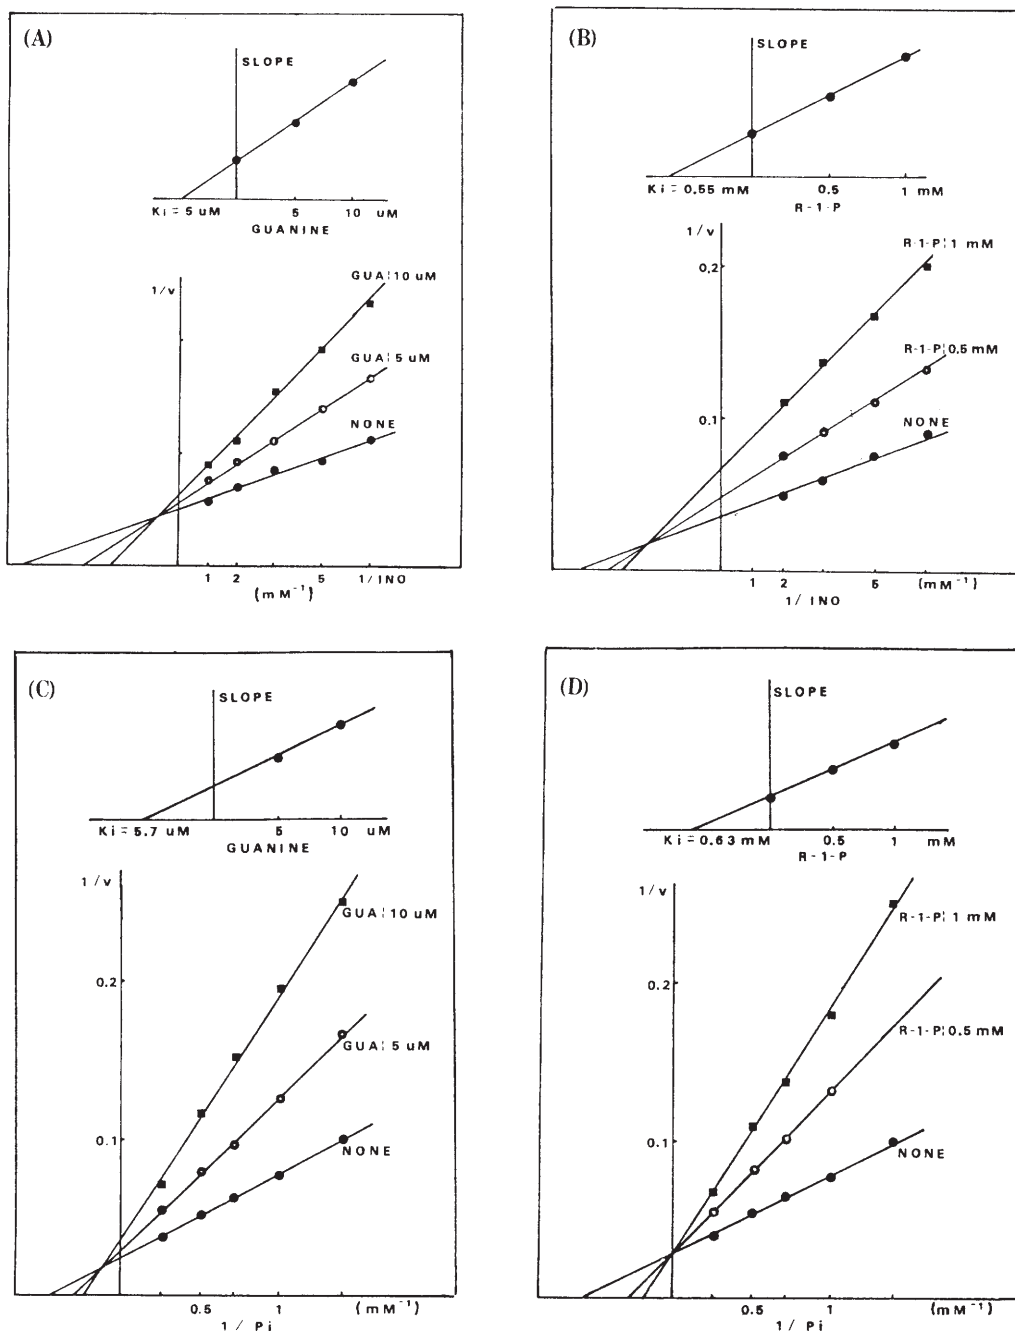 (A)
SLOPE
Ki = 5 uM
5
10
uM
GUANINE
1/v
GUA¦10 uM
GUA¦5 uM
NONE
1
2
5
1/INO
(mM⁻¹)
(B)
SLOPE
Ki = 0.55 mM
0.5
1 mM
R-1-P
1/v
0,2
0.1
R-1-P¦1 mM
R-1-P¦0.5 mM
NONE
1
2
5
(mM⁻¹)
1/INO
(C)
SLOPE
Ki = 5.7 uM
5
10
uM
GUANINE
1/v
0.2
0.1
GUA¦10 uM
GUA¦5 uM
NONE
0.5
1
(mM⁻¹)
1/Pi
(D)
SLOPE
Ki = 0.63 mM
0.5
1
mM
R-1-P
1/v
0.2
0.1
R-1-P¦1 mM
R-1-P¦0.5 mM
NONE
0.5
1
(mM⁻¹)
1/Pi